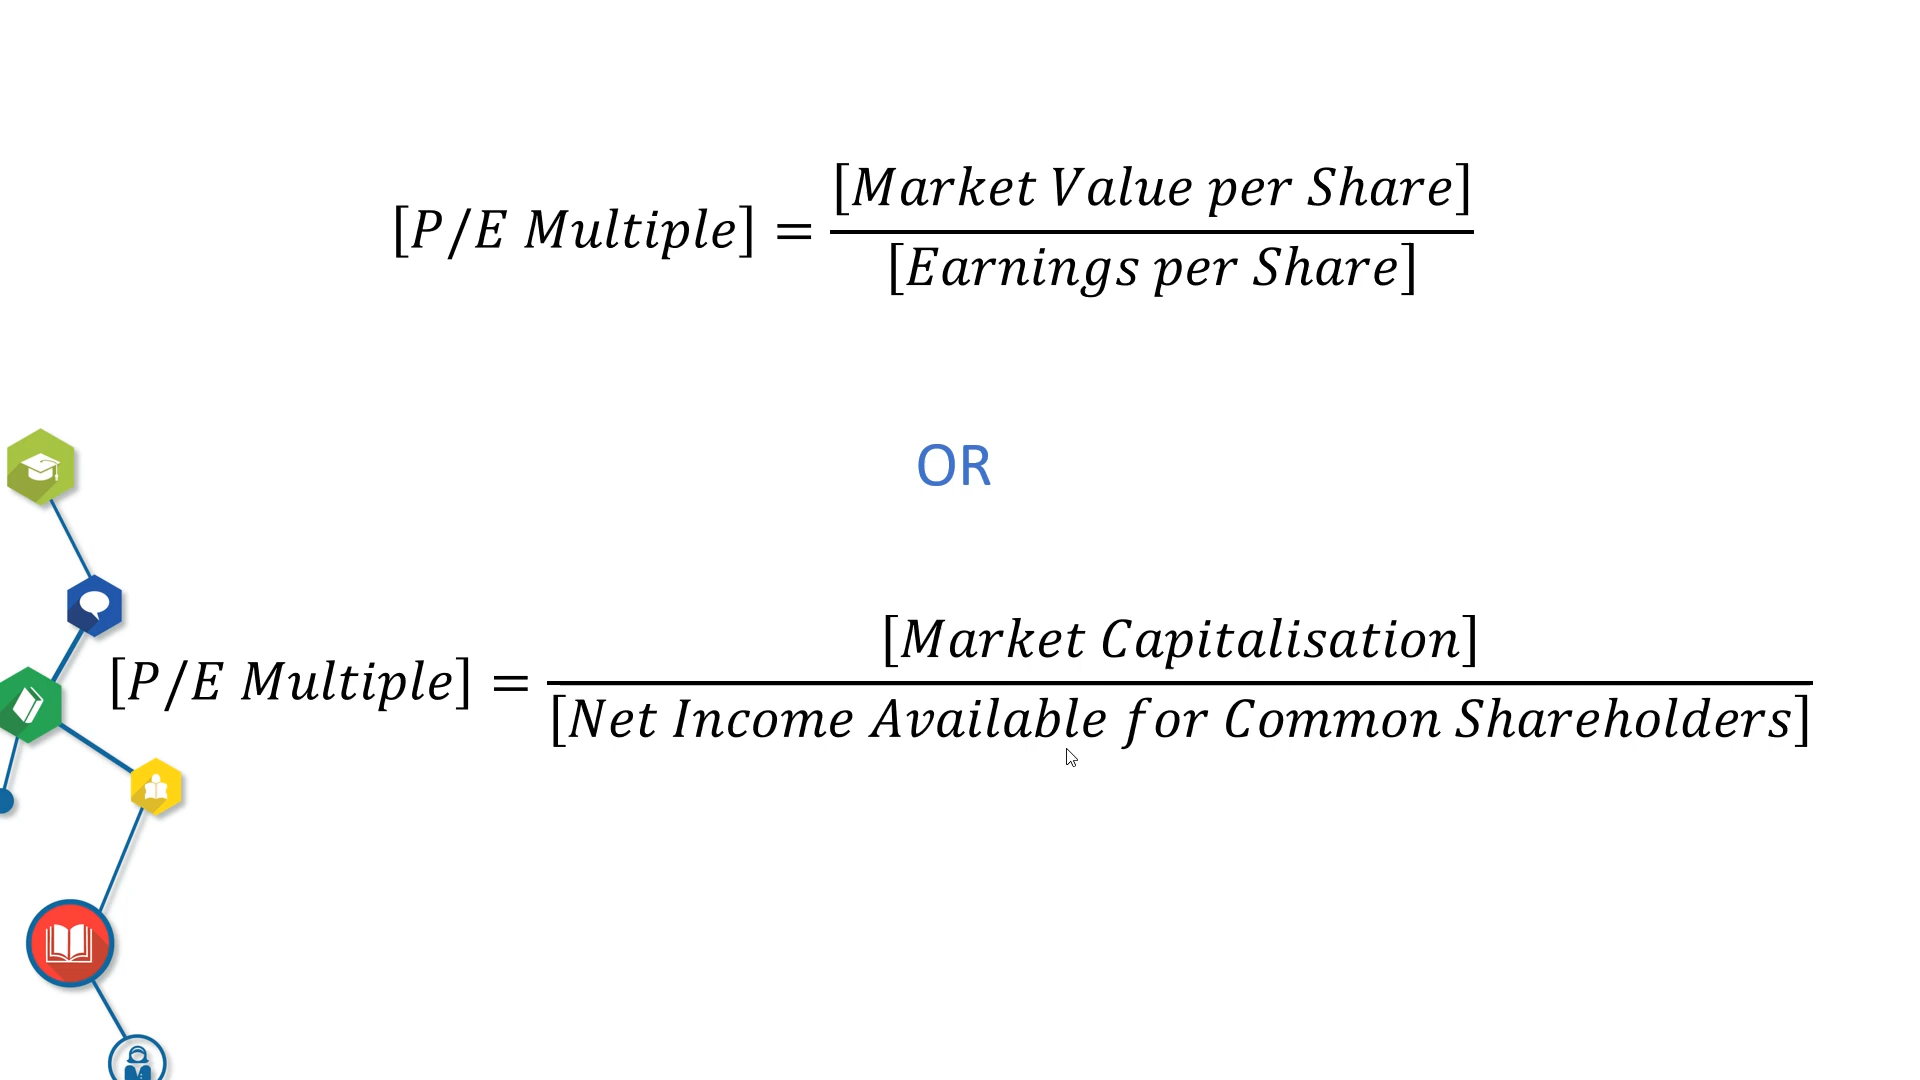 [P/E Multiple] = [Market Value per Share] / [Earnings per Share]
OR
[P/E Multiple] = [Market Capitalisation] / [Net Income Available for Common Shareholders]